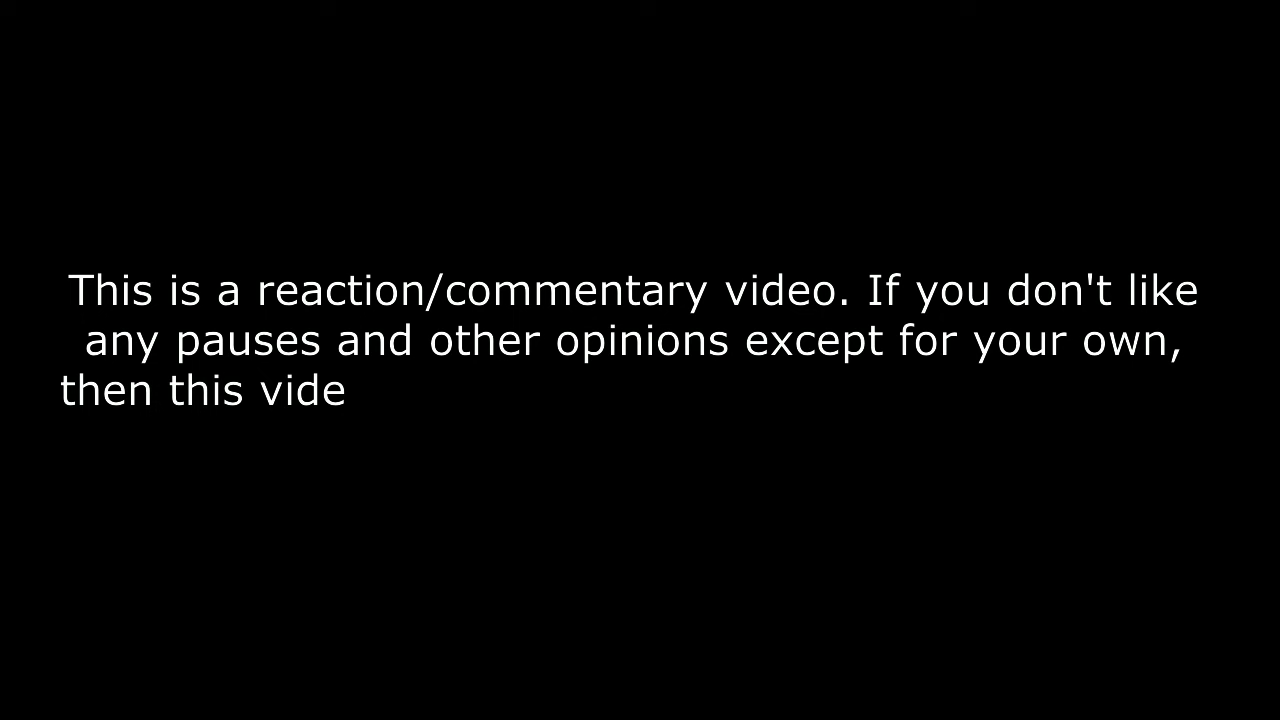 This is a reaction/commentary video. If you don't like
any pauses and other opinions except for your own,
then this vide